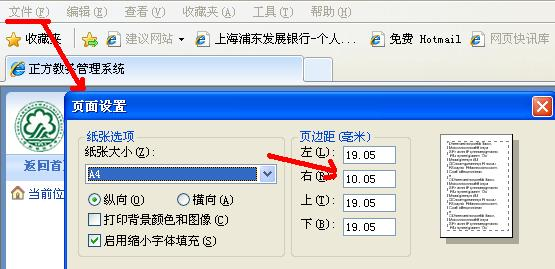 文件(F) 编辑(E) 查看(V) 收藏夹(A) 工具(T) 帮助(H)
收藏夹 建议网站 上海浦东发展银行-个人... 免费 Hotmail 网页快讯库
正方教务管理系统
页面设置
返回首
当前位
纸张选项
纸张大小(Z):
A4
纵向(O) 横向(A)
打印背景颜色和图像(C)
启用缩小字体填充(S)
页边距(毫米)
左(L): 19.05
右(R): 10.05
上(T): 19.05
下(B): 19.05